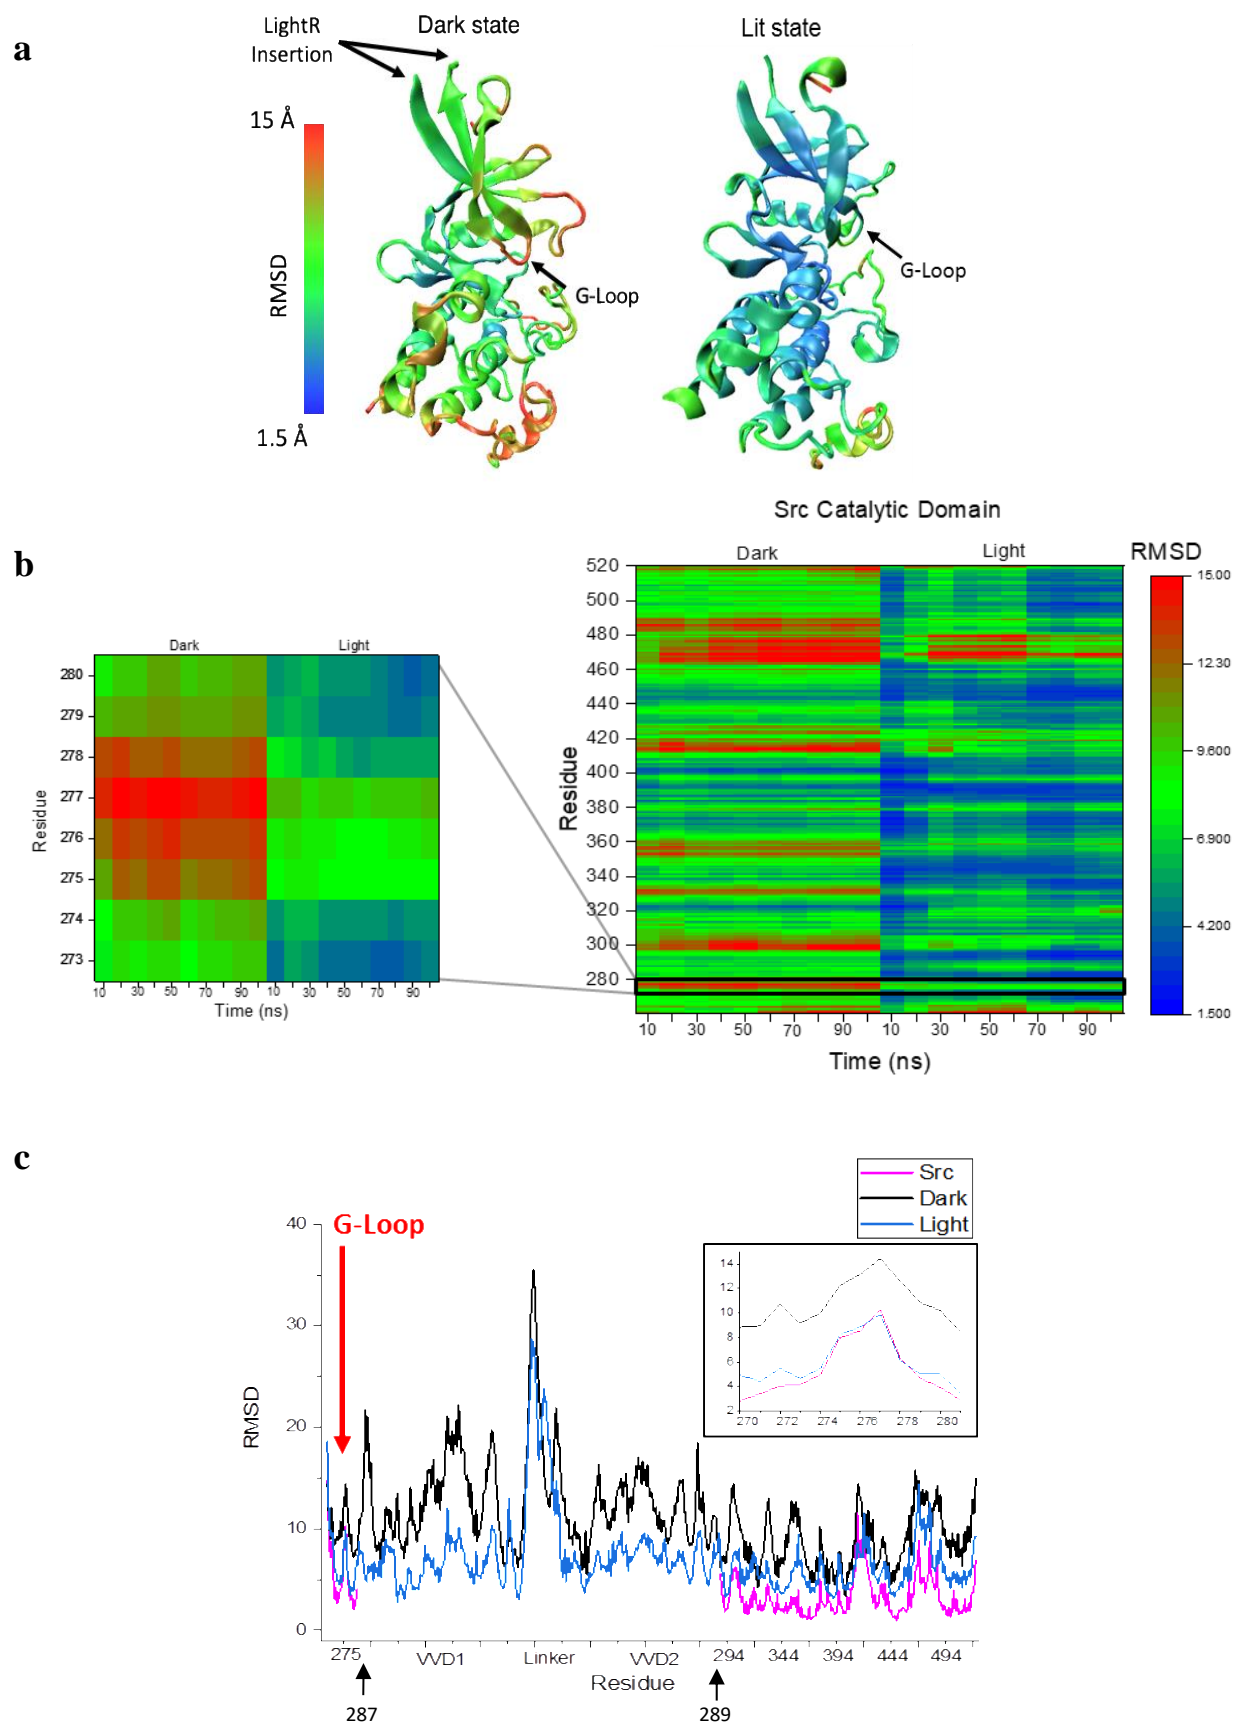 a
LightR
Insertion
Dark state
Lit state
15 Å
RMSD
1.5 Å
G-Loop
G-Loop
b
Src Catalytic Domain
Dark
Light
RMSD
Dark
Light
280
279
278
277
276
275
274
273
Residue
10 30 50 70 90 10 30 50 70 90
Time (ns)
520
500
480
460
440
420
400
380
360
340
320
300
280
Residue
10 30 50 70 90 10 30 50 70 90
Time (ns)
15.00
12.30
9.600
6.900
4.200
1.500
c
Src
Dark
Light
G-Loop
40
30
20
10
0
RMSD
14
12
10
8
6
4
2
270 272 274 276 278 280
275 VVD1 Linker VVD2 294 344 394 444 494
Residue
287
289